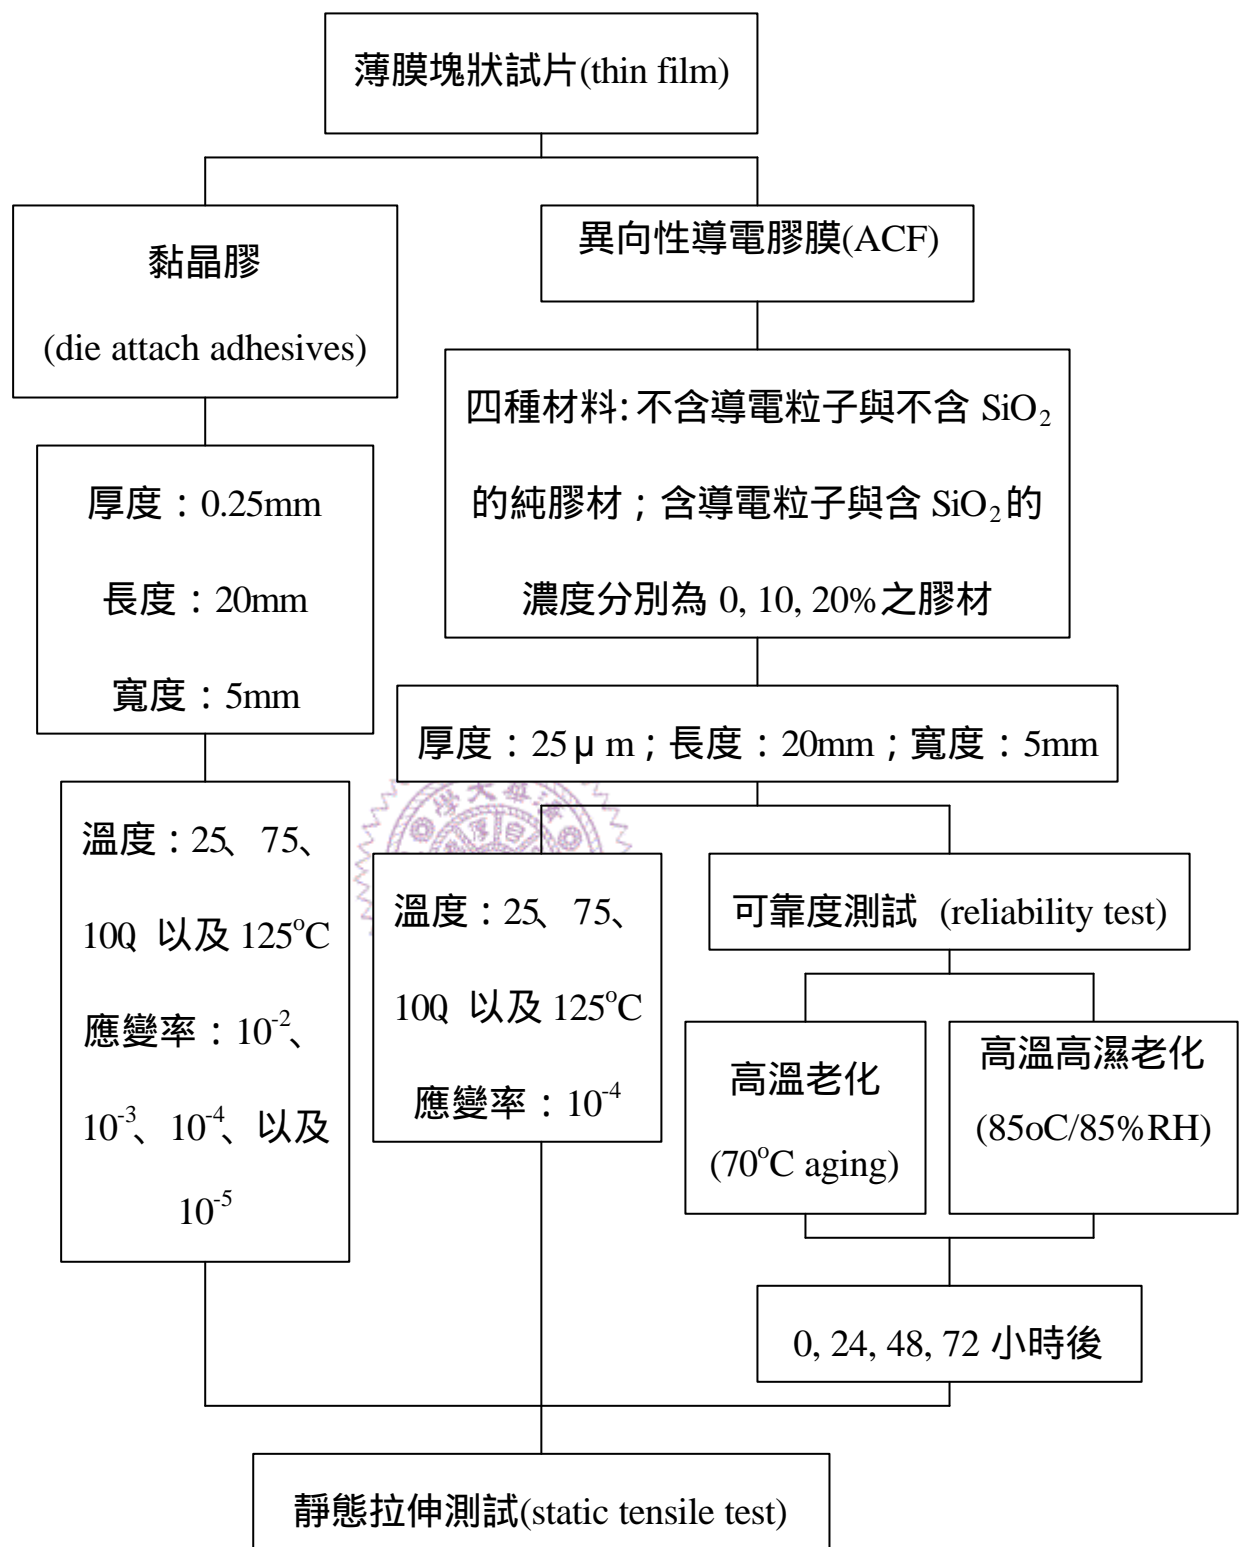 薄膜塊狀試片(thin film)
黏晶膠
(die attach adhesives)
異向性導電膠膜(ACF)
厚度：0.25mm
長度：20mm
寬度：5mm
四種材料:不含導電粒子與不含 SiO₂
的純膠材；含導電粒子與含 SiO₂的
濃度分別為 0, 10, 20%之膠材
厚度：25μm；長度：20mm；寬度：5mm
溫度：25、75、
10Q 以及 125°C
應變率：10⁻²、
10⁻³、10⁻⁴、以及
10⁻⁵
溫度：25、75、
10Q 以及 125°C
應變率：10⁻⁴
可靠度測試 (reliability test)
高溫老化
(70°C aging)
高溫高濕老化
(85oC/85%RH)
0, 24, 48, 72 小時後
靜態拉伸測試(static tensile test)